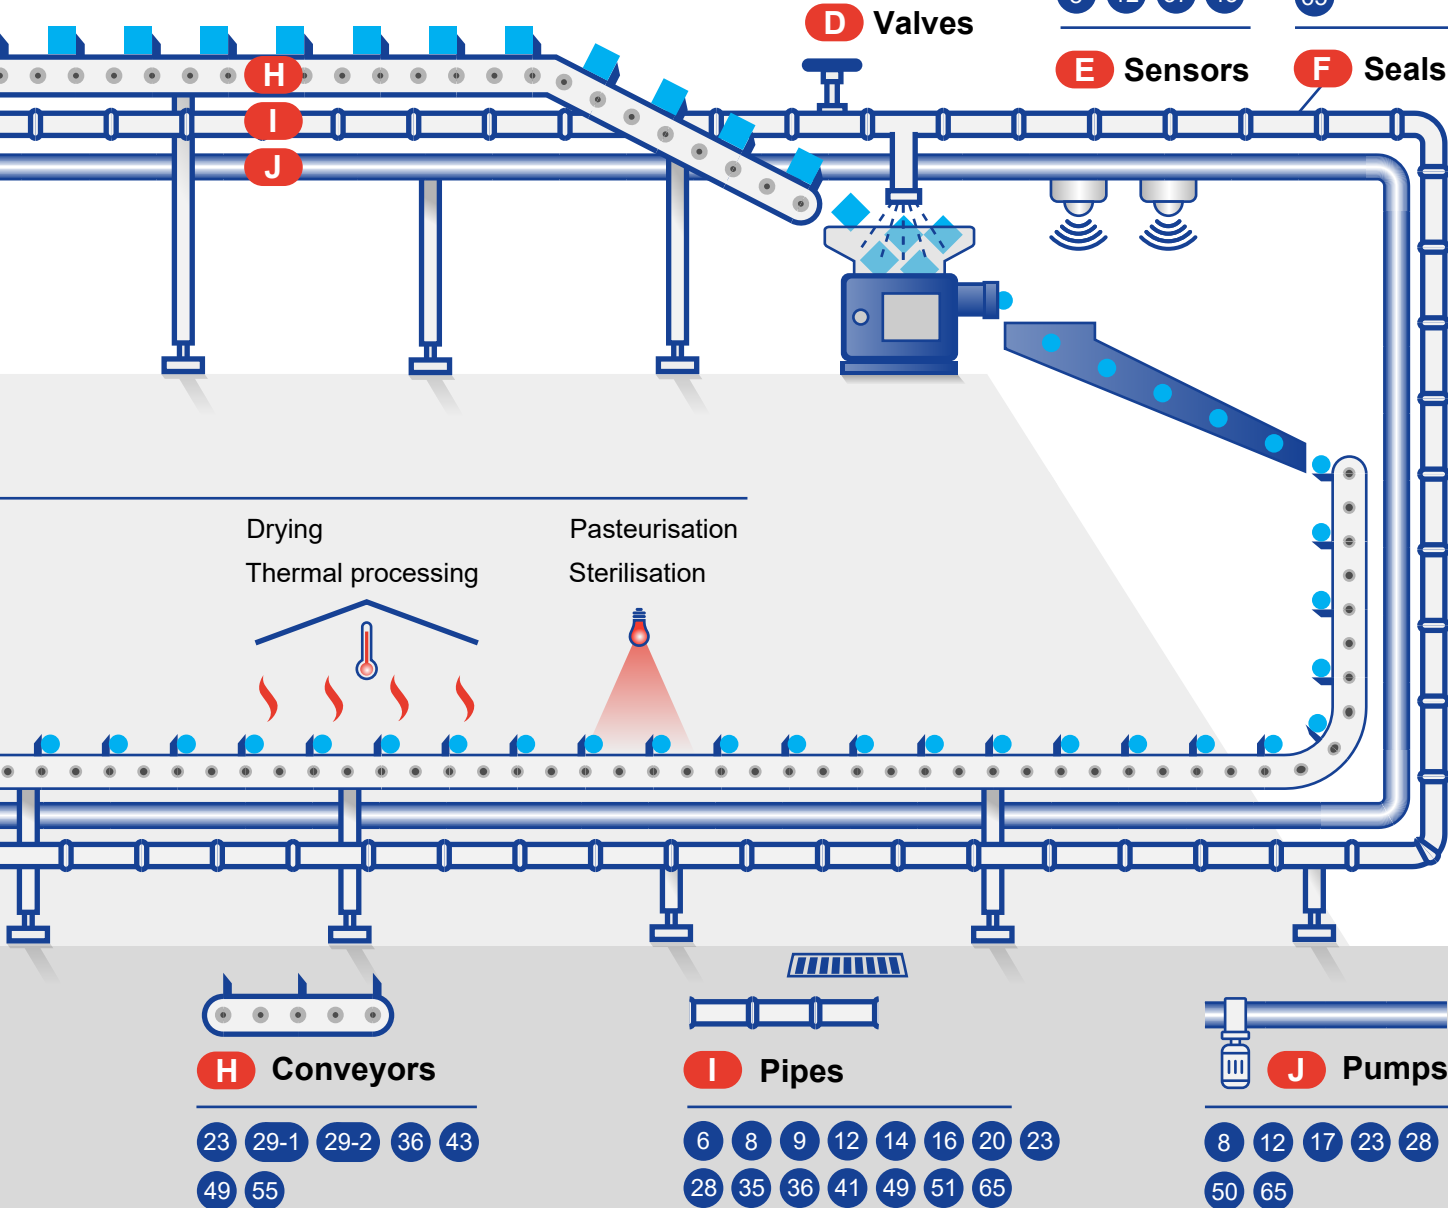 D Valves
E Sensors
F Seals
H
I
J
Drying
Thermal processing
Pasteurisation
Sterilisation
H Conveyors
23 29-1 29-2 36 43
49 55
I Pipes
6 8 9 12 14 16 20 23
28 35 36 41 49 51 65
J Pumps
8 12 17 23 28
50 65